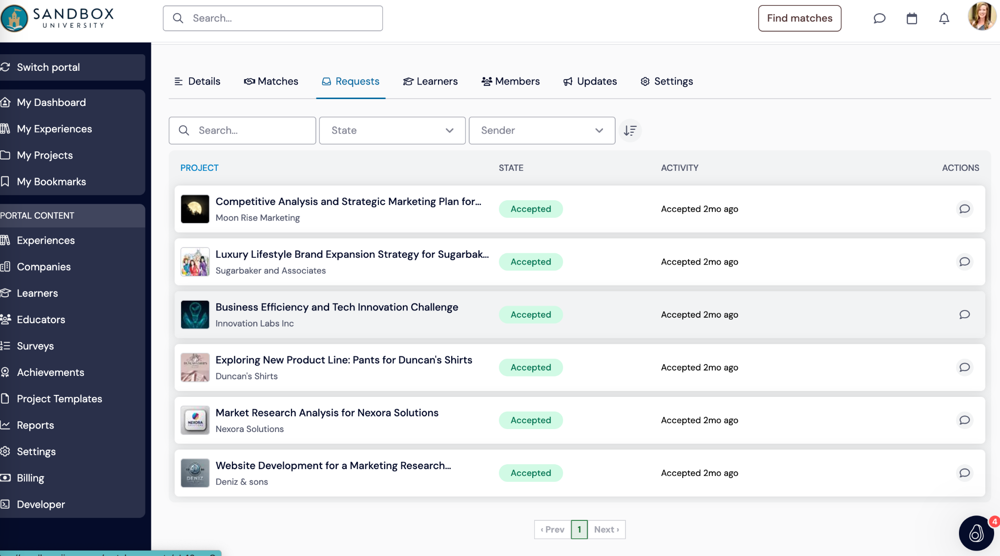 SANDBOX
UNIVERSITY
Search...
Find matches
Switch portal
My Dashboard
My Experiences
My Projects
My Bookmarks
PORTAL CONTENT
Experiences
Companies
Learners
Educators
Surveys
Achievements
Project Templates
Reports
Settings
Billing
Developer
Details
Matches
Requests
Learners
Members
Updates
Settings
Search...
State
Sender
PROJECT STATE ACTIVITY ACTIONS
Competitive Analysis and Strategic Marketing Plan for...
Moon Rise Marketing
Accepted
Accepted 2mo ago
Luxury Lifestyle Brand Expansion Strategy for Sugarbak...
Sugarbaker and Associates
Accepted
Accepted 2mo ago
Business Efficiency and Tech Innovation Challenge
Innovation Labs Inc
Accepted
Accepted 2mo ago
DUNCAN'S SHIRTS
Exploring New Product Line: Pants for Duncan's Shirts
Duncan's Shirts
Accepted
Accepted 2mo ago
NEXORA
Market Research Analysis for Nexora Solutions
Nexora Solutions
Accepted
Accepted 2mo ago
DENIZ
Website Development for a Marketing Research...
Deniz & sons
Accepted
Accepted 2mo ago
‹ Prev 1 Next ›
4